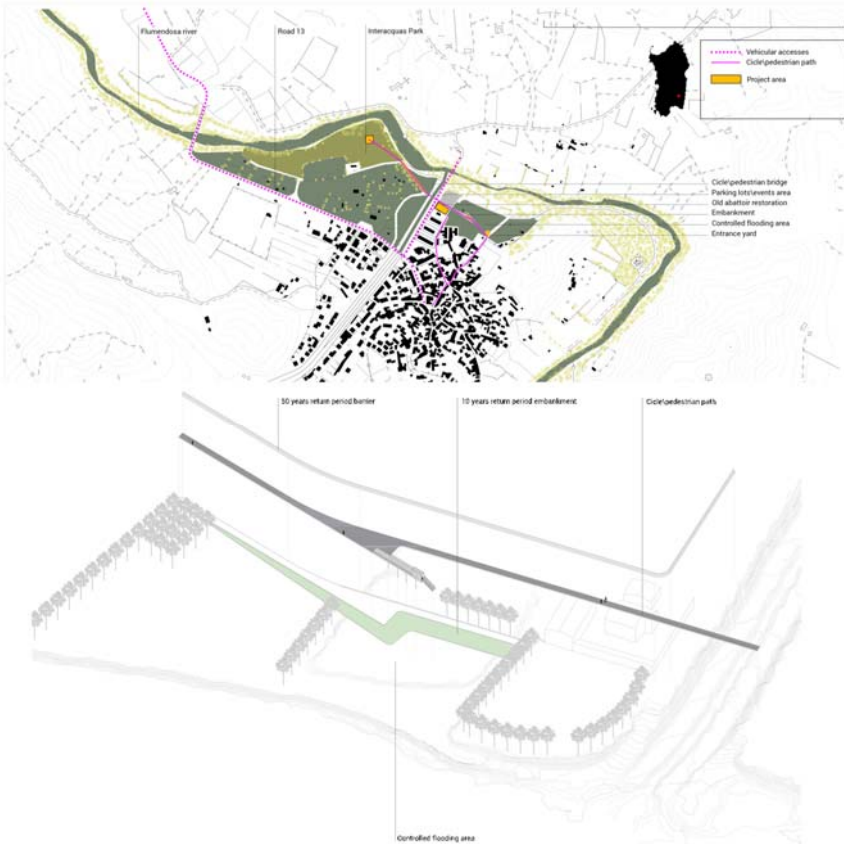 Flumendosa river
Road 13
Interacquas Park
Vehicular accesses
Cicle\pedestrian path
Project area
Cicle\pedestrian bridge
Parking lots\events area
Old abattoir restoration
Embankment
Controlled flooding area
Entrance yard
50 years return period barrier
10 years return period embankment
Cicle\pedestrian path
Controlled flooding area